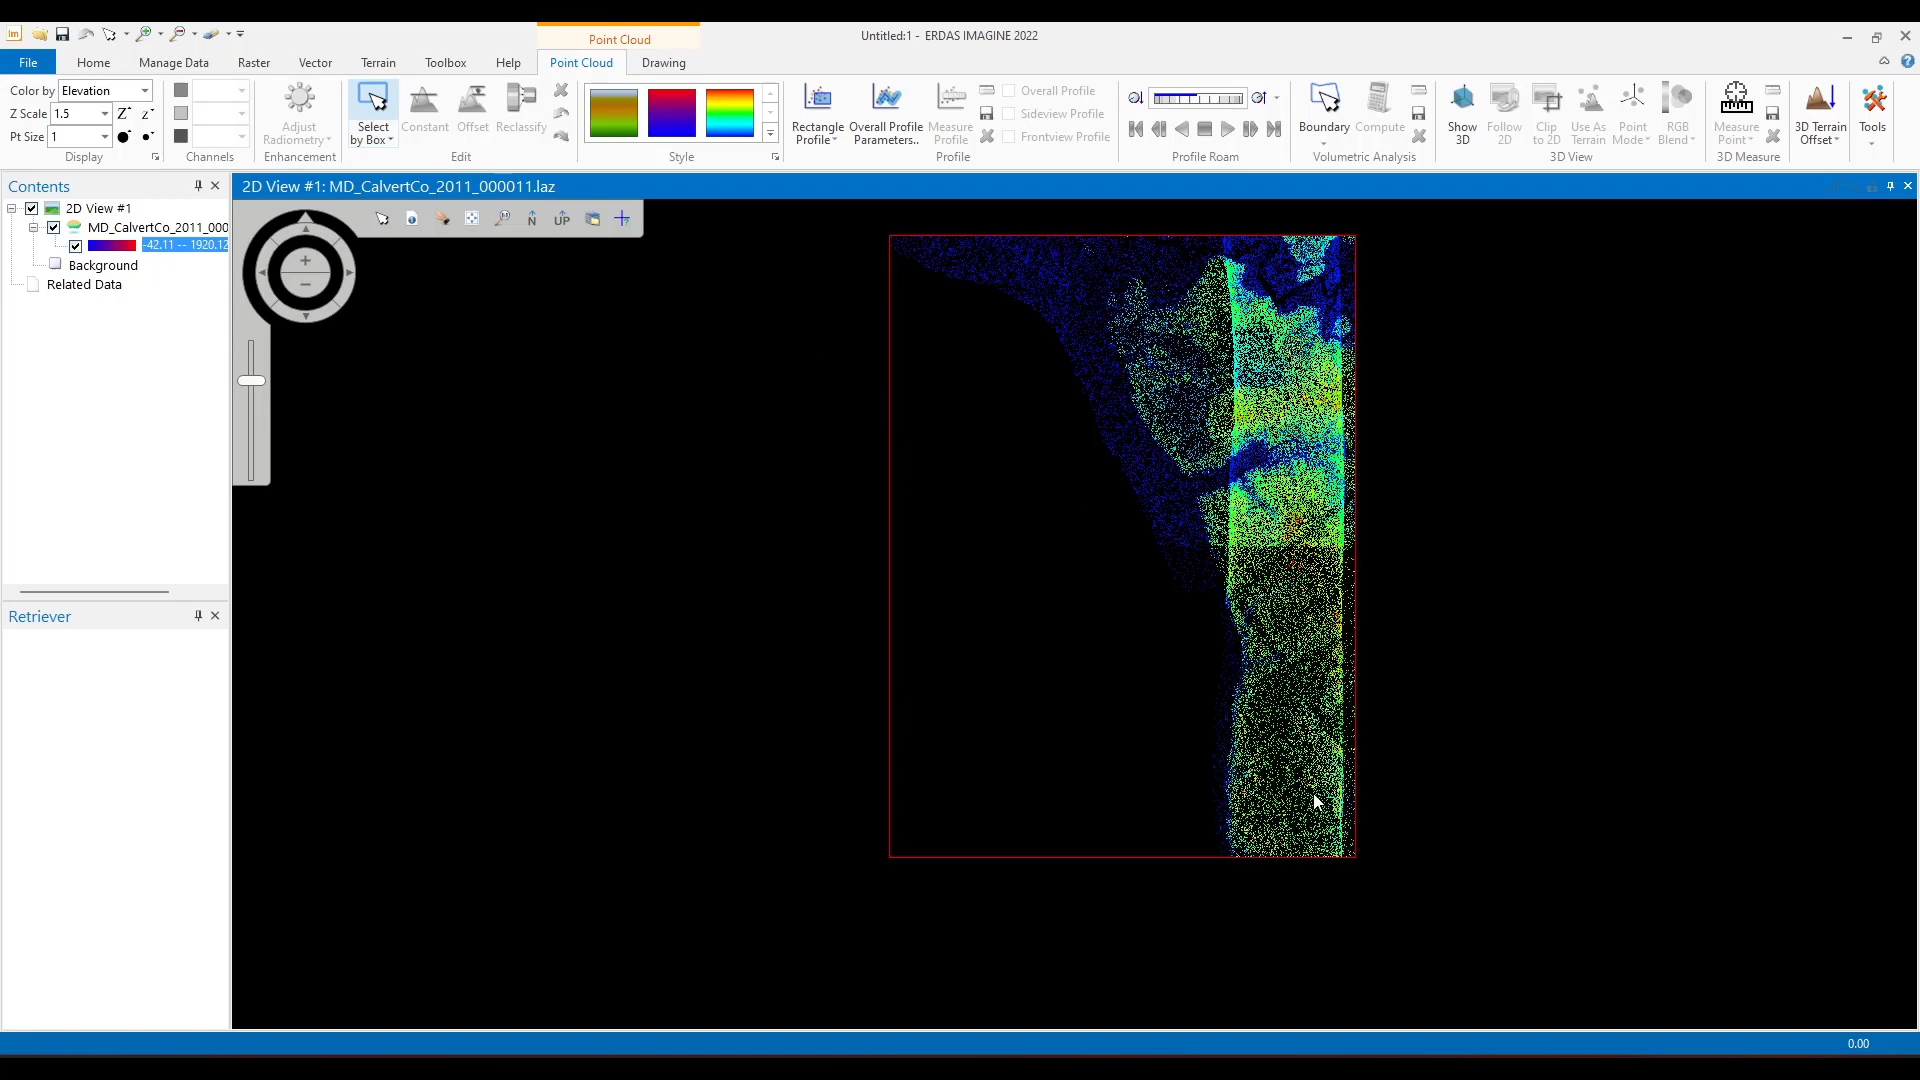 Im
Point Cloud
Untitled:1 - ERDAS IMAGINE 2022
File Home Manage Data Raster Vector Terrain Toolbox Help Point Cloud Drawing
Color by Elevation
Z Scale 1.5
Pt Size 1
Display
Channels
Adjust
Radiometry
Enhancement
Select
by Box
Constant
Offset
Reclassify
Edit
Style
Rectangle
Profile
Overall Profile
Parameters..
Measure
Profile
Overall Profile
Sideview Profile
Frontview Profile
Profile
Profile Roam
Boundary
Compute
Volumetric Analysis
Show
3D
Follow
2D
Clip
to 2D
Use As
Terrain
Point
Mode
RGB
Blend
3D View
Measure
Point
3D Measure
3D Terrain
Offset
Tools
Contents
2D View #1
MD_CalvertCo_2011_000
-42.11 -- 1920.12
Background
Related Data
Retriever
2D View #1: MD_CalvertCo_2011_000011.laz
N
UP
0.00